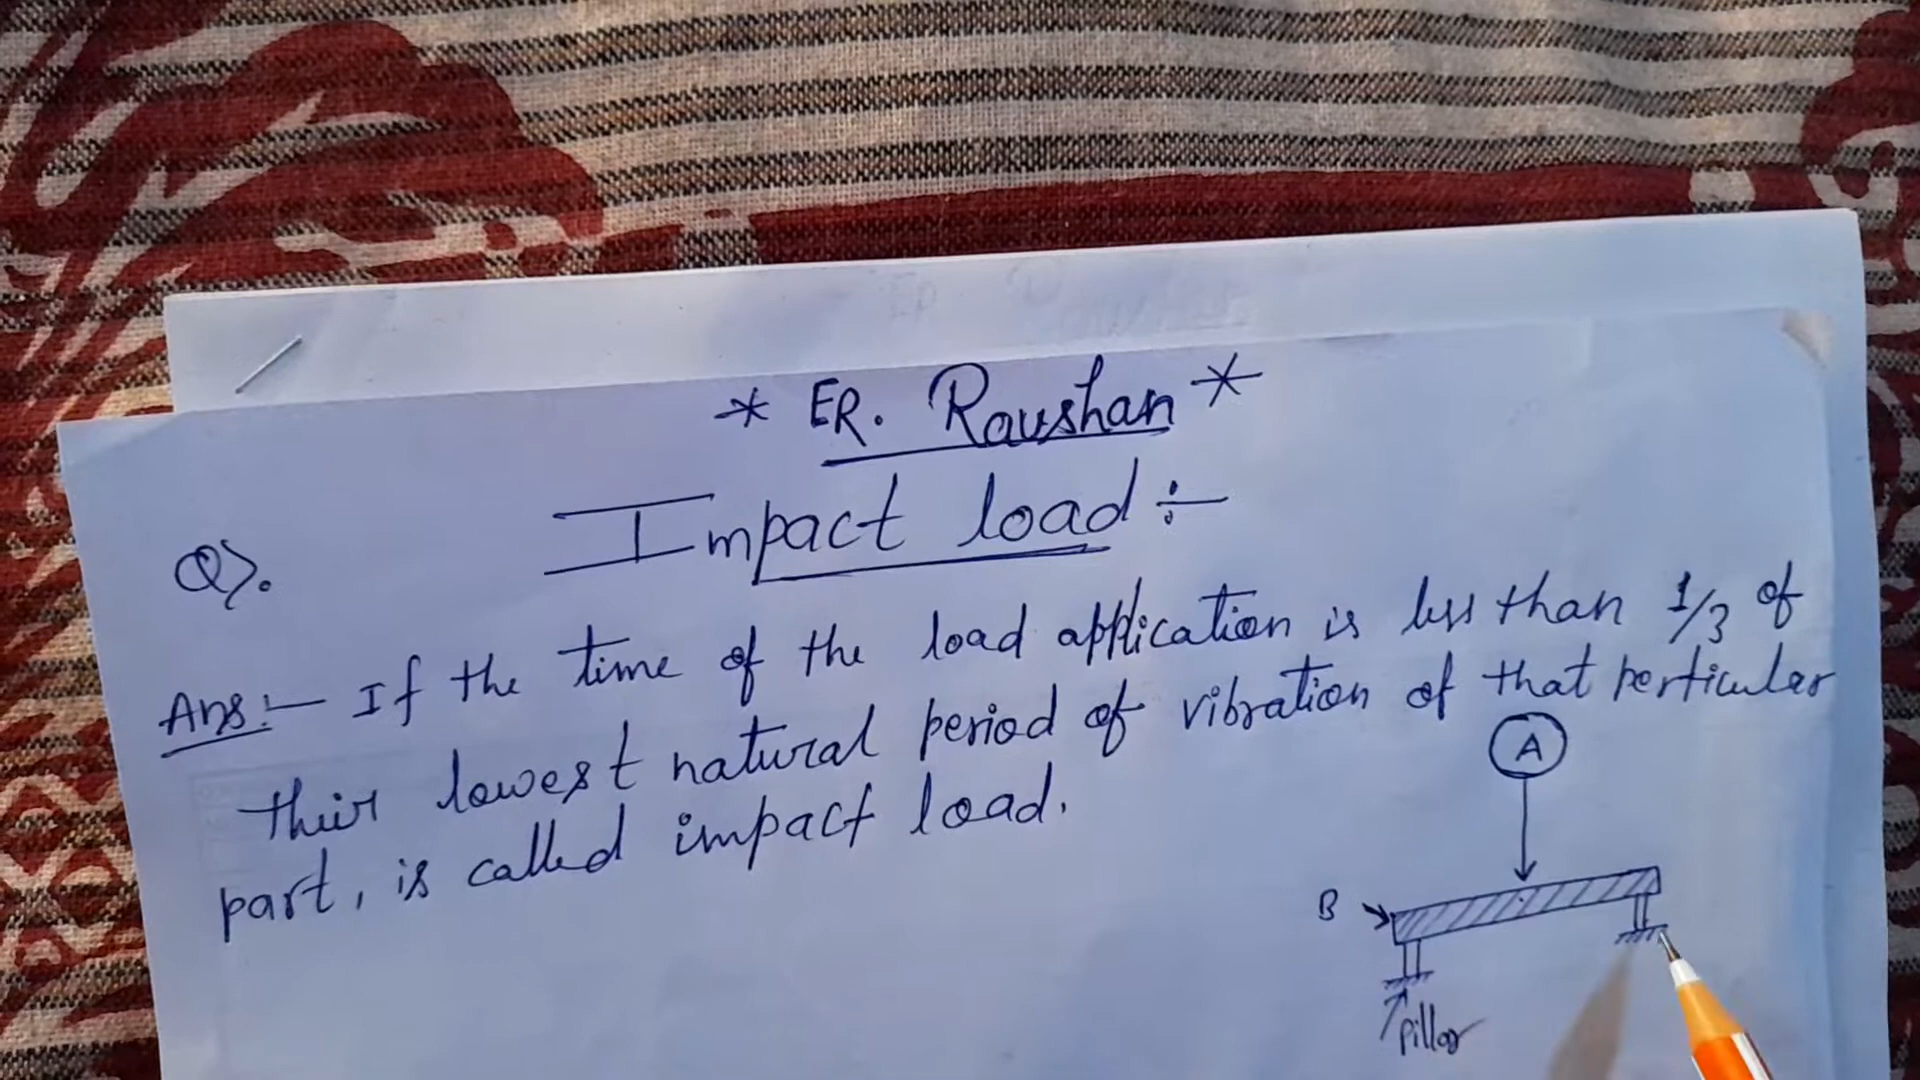 * ER. Raushan *
Q). Impact load :-
Ans:- If the time of the load application is less than 1/3 of
their lowest natural period of vibration of that perticular
part, is called impact load.
A
B
Pillar